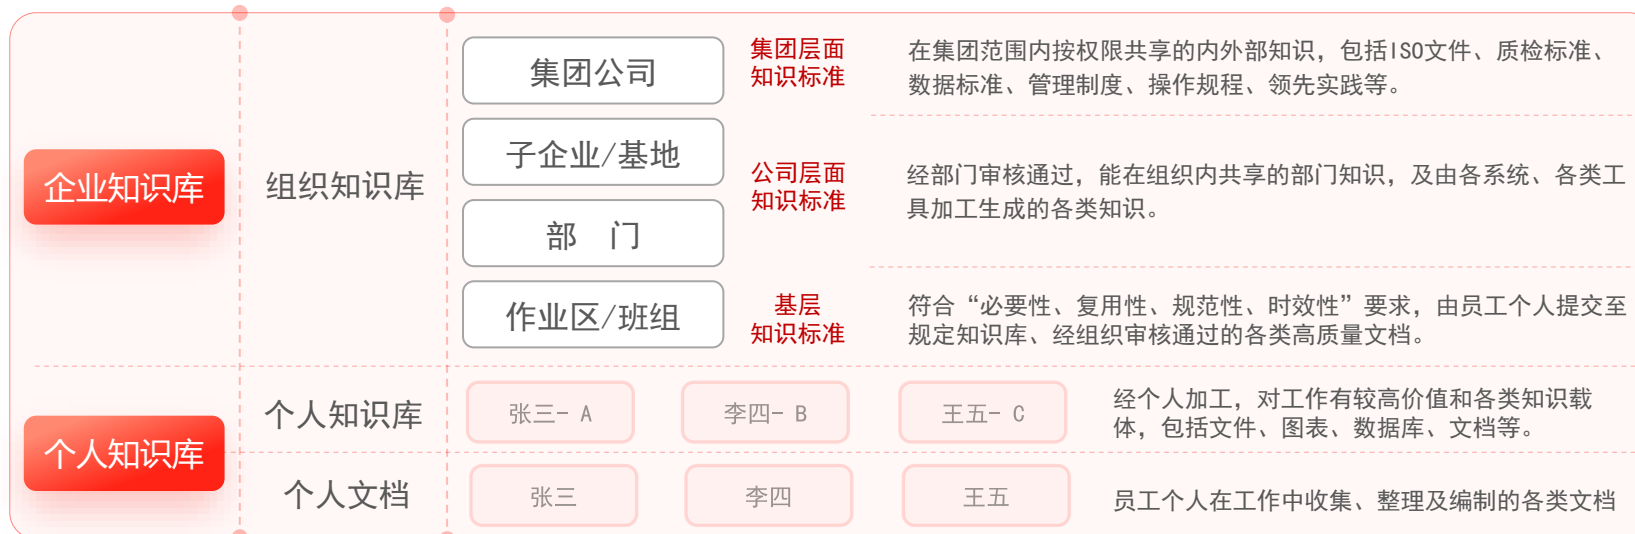 企业知识库
组织知识库
集团公司
集团层面
知识标准
在集团范围内按权限共享的内外部知识，包括ISO文件、质检标准、
数据标准、管理制度、操作规程、领先实践等。
子企业/基地
公司层面
知识标准
经部门审核通过，能在组织内共享的部门知识，及由各系统、各类工
具加工生成的各类知识。
部 门
作业区/班组
基层
知识标准
符合“必要性、复用性、规范性、时效性”要求，由员工个人提交至
规定知识库、经组织审核通过的各类高质量文档。
个人知识库
个人知识库
张三- A
李四- B
王五- C
经个人加工，对工作有较高价值和各类知识载
体，包括文件、图表、数据库、文档等。
个人文档
张三
李四
王五
员工个人在工作中收集、整理及编制的各类文档